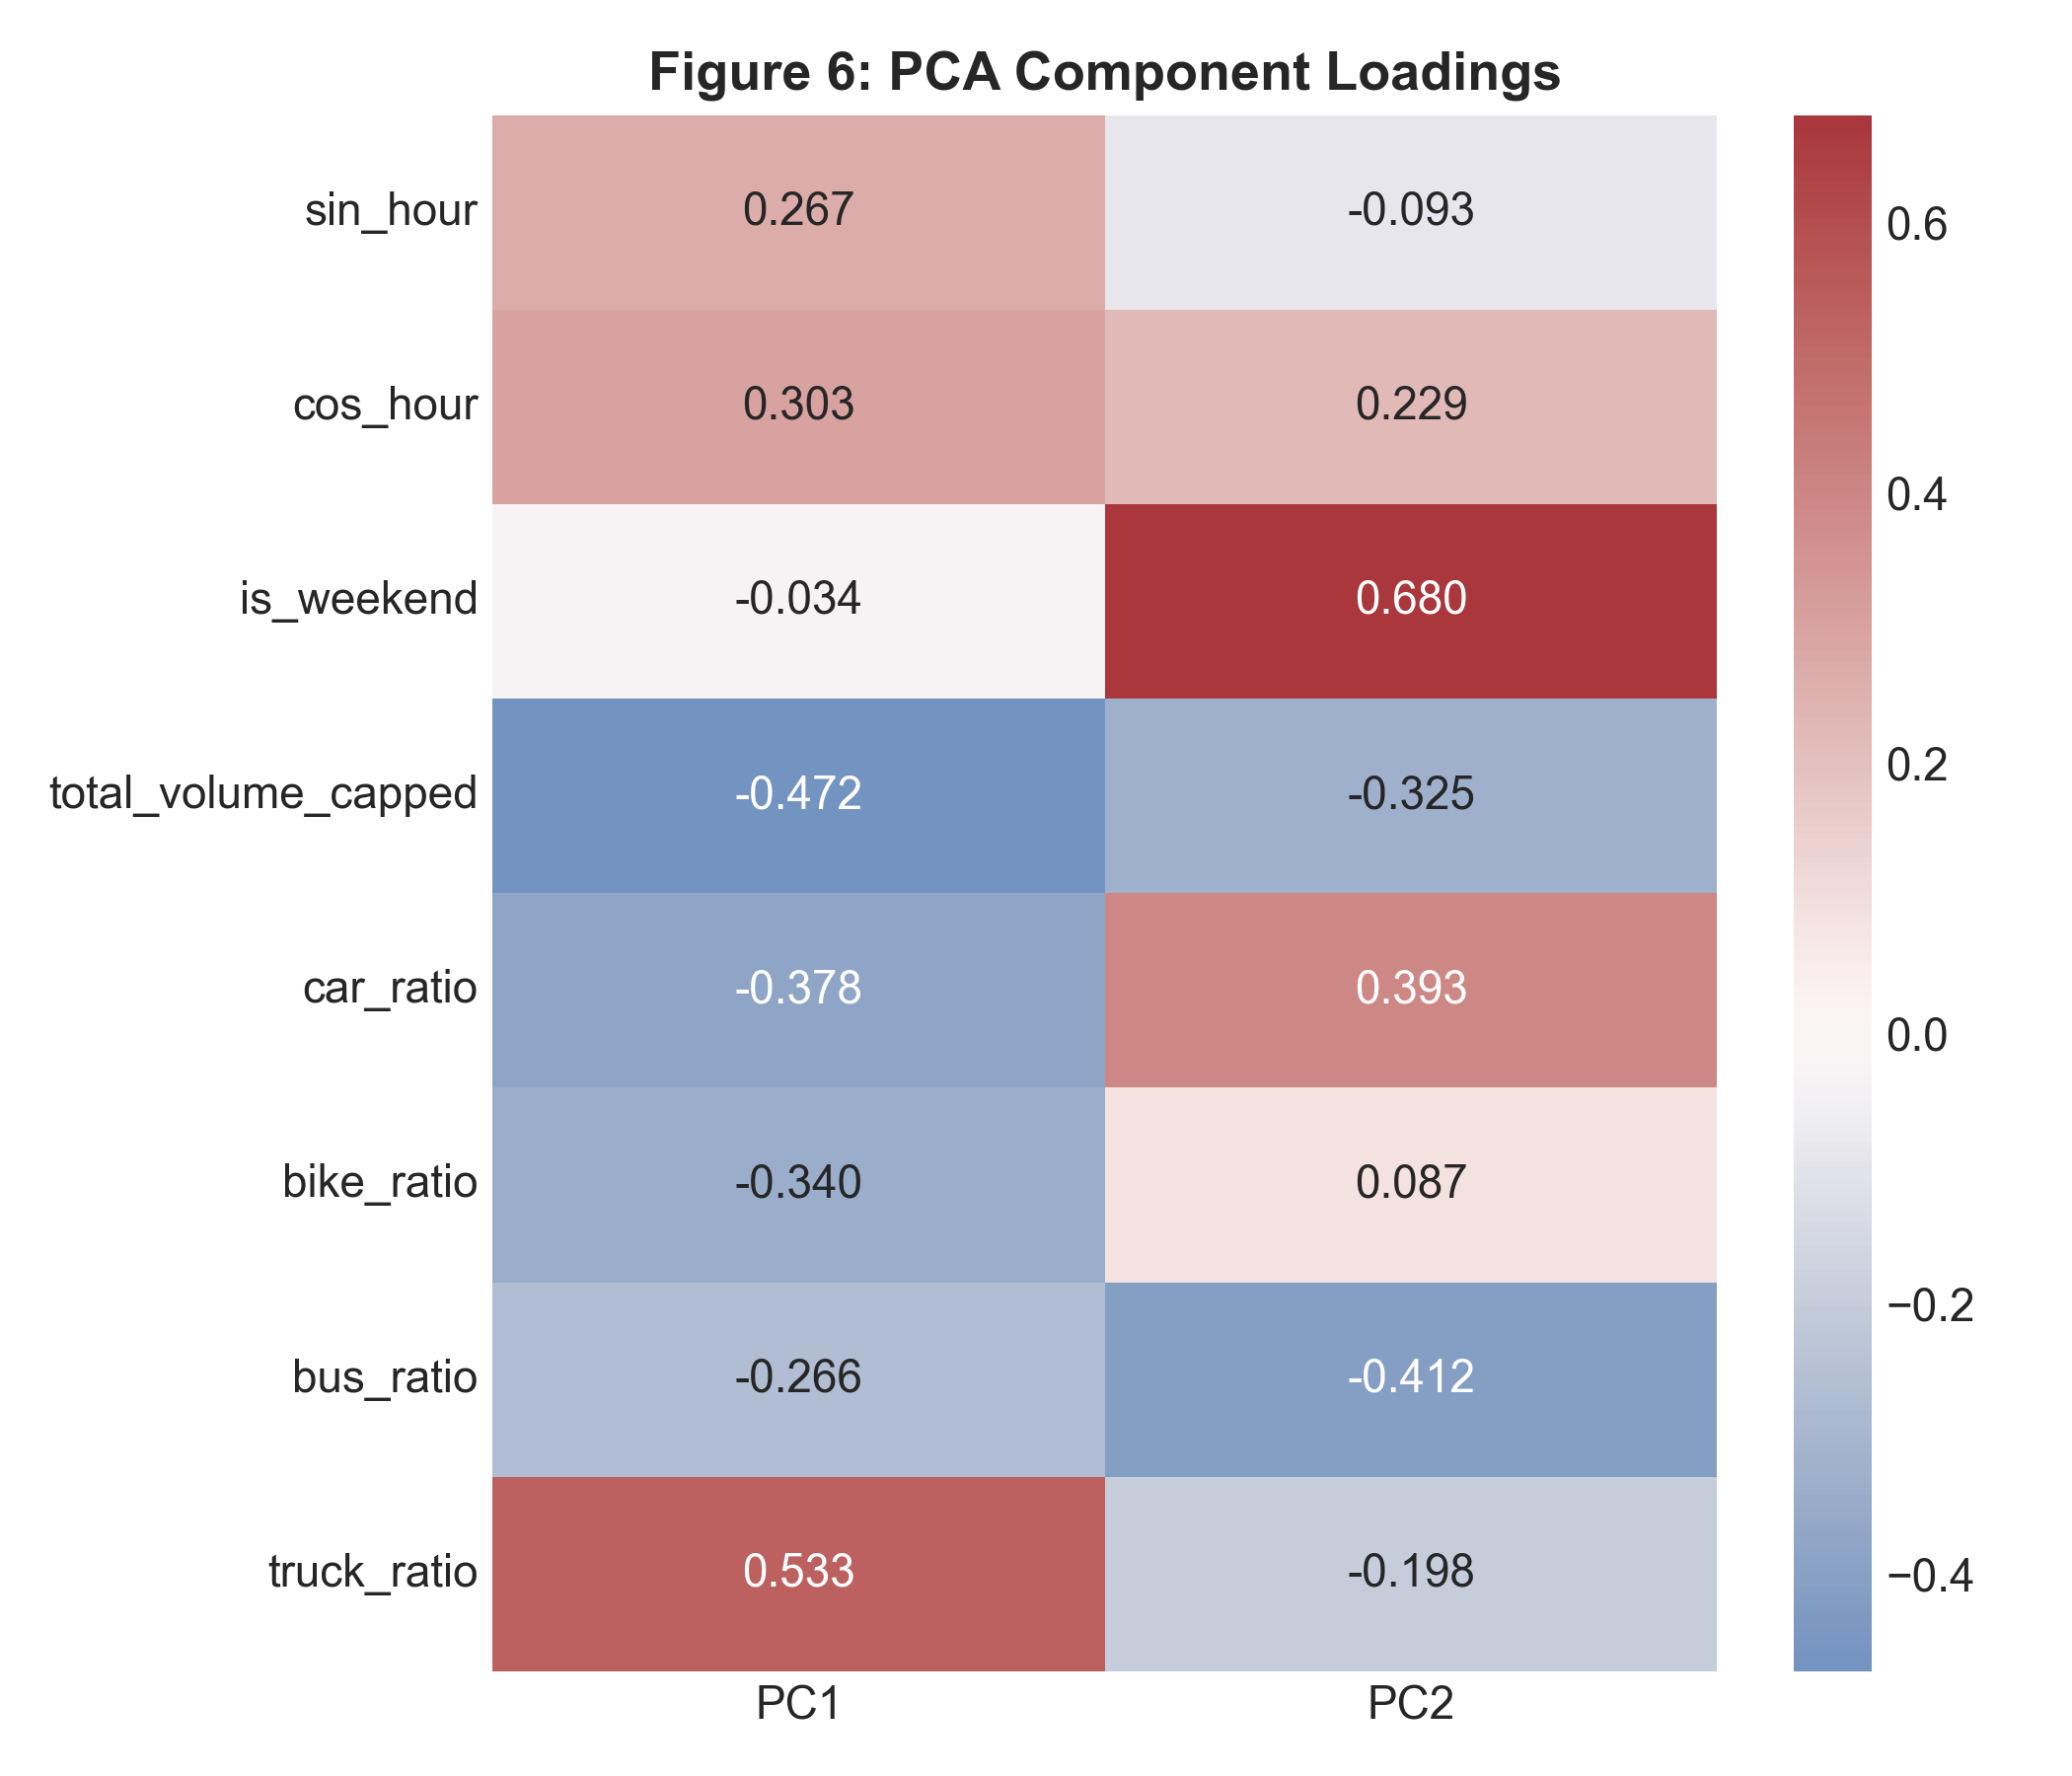 Figure 6: PCA Component Loadings
sin_hour 0.267 -0.093
cos_hour 0.303 0.229
is_weekend -0.034 0.680
total_volume_capped -0.472 -0.325
car_ratio -0.378 0.393
bike_ratio -0.340 0.087
bus_ratio -0.266 -0.412
truck_ratio 0.533 -0.198
PC1 PC2
0.6
0.4
0.2
0.0
−0.2
−0.4